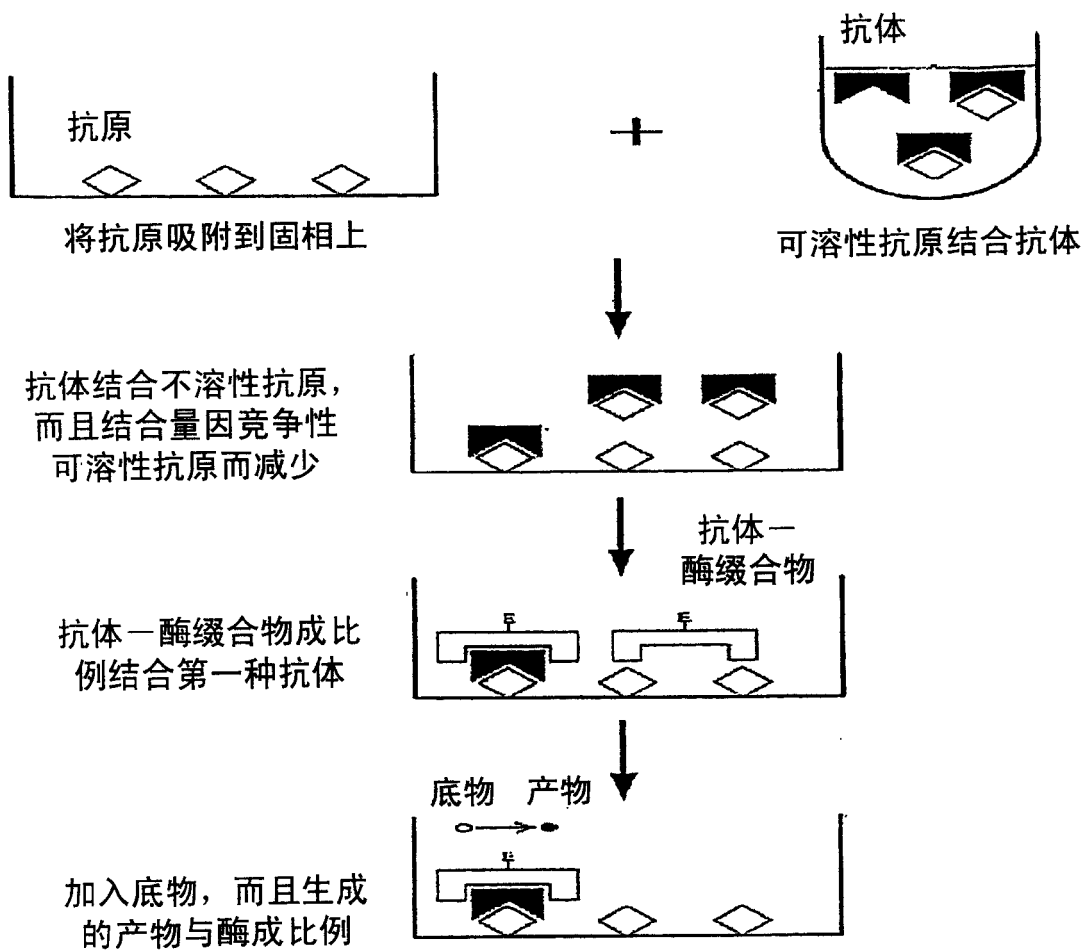 抗体
抗原
将抗原吸附到固相上
可溶性抗原结合抗体
抗体结合不溶性抗原，
而且结合量因竞争性
可溶性抗原而减少
抗体－
酶缀合物
抗体－酶缀合物成比
例结合第一种抗体
E
E
底物 产物
E
加入底物，而且生成
的产物与酶成比例